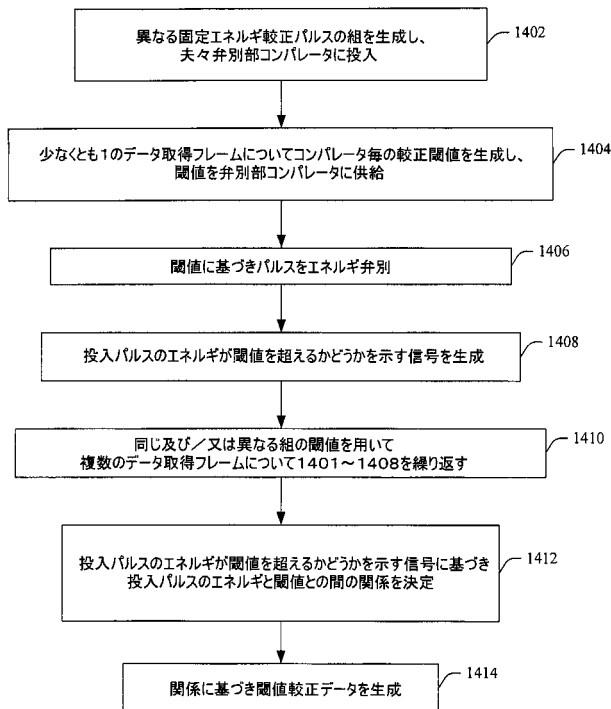 異なる固定エネルギ較正パルスの組を生成し、
夫々弁別部コンパレータに投入
1402
少なくとも1のデータ取得フレームについてコンパレータ毎の較正閾値を生成し、
閾値を弁別部コンパレータに供給
1404
閾値に基づきパルスをエネルギ弁別
1406
投入パルスのエネルギが閾値を超えるかどうかを示す信号を生成
1408
同じ及び／又は異なる組の閾値を用いて
複数のデータ取得フレームについて1401～1408を繰り返す
1410
投入パルスのエネルギが閾値を超えるかどうかを示す信号に基づき
投入パルスのエネルギと閾値との間の関係を決定
1412
関係に基づき閾値較正データを生成
1414